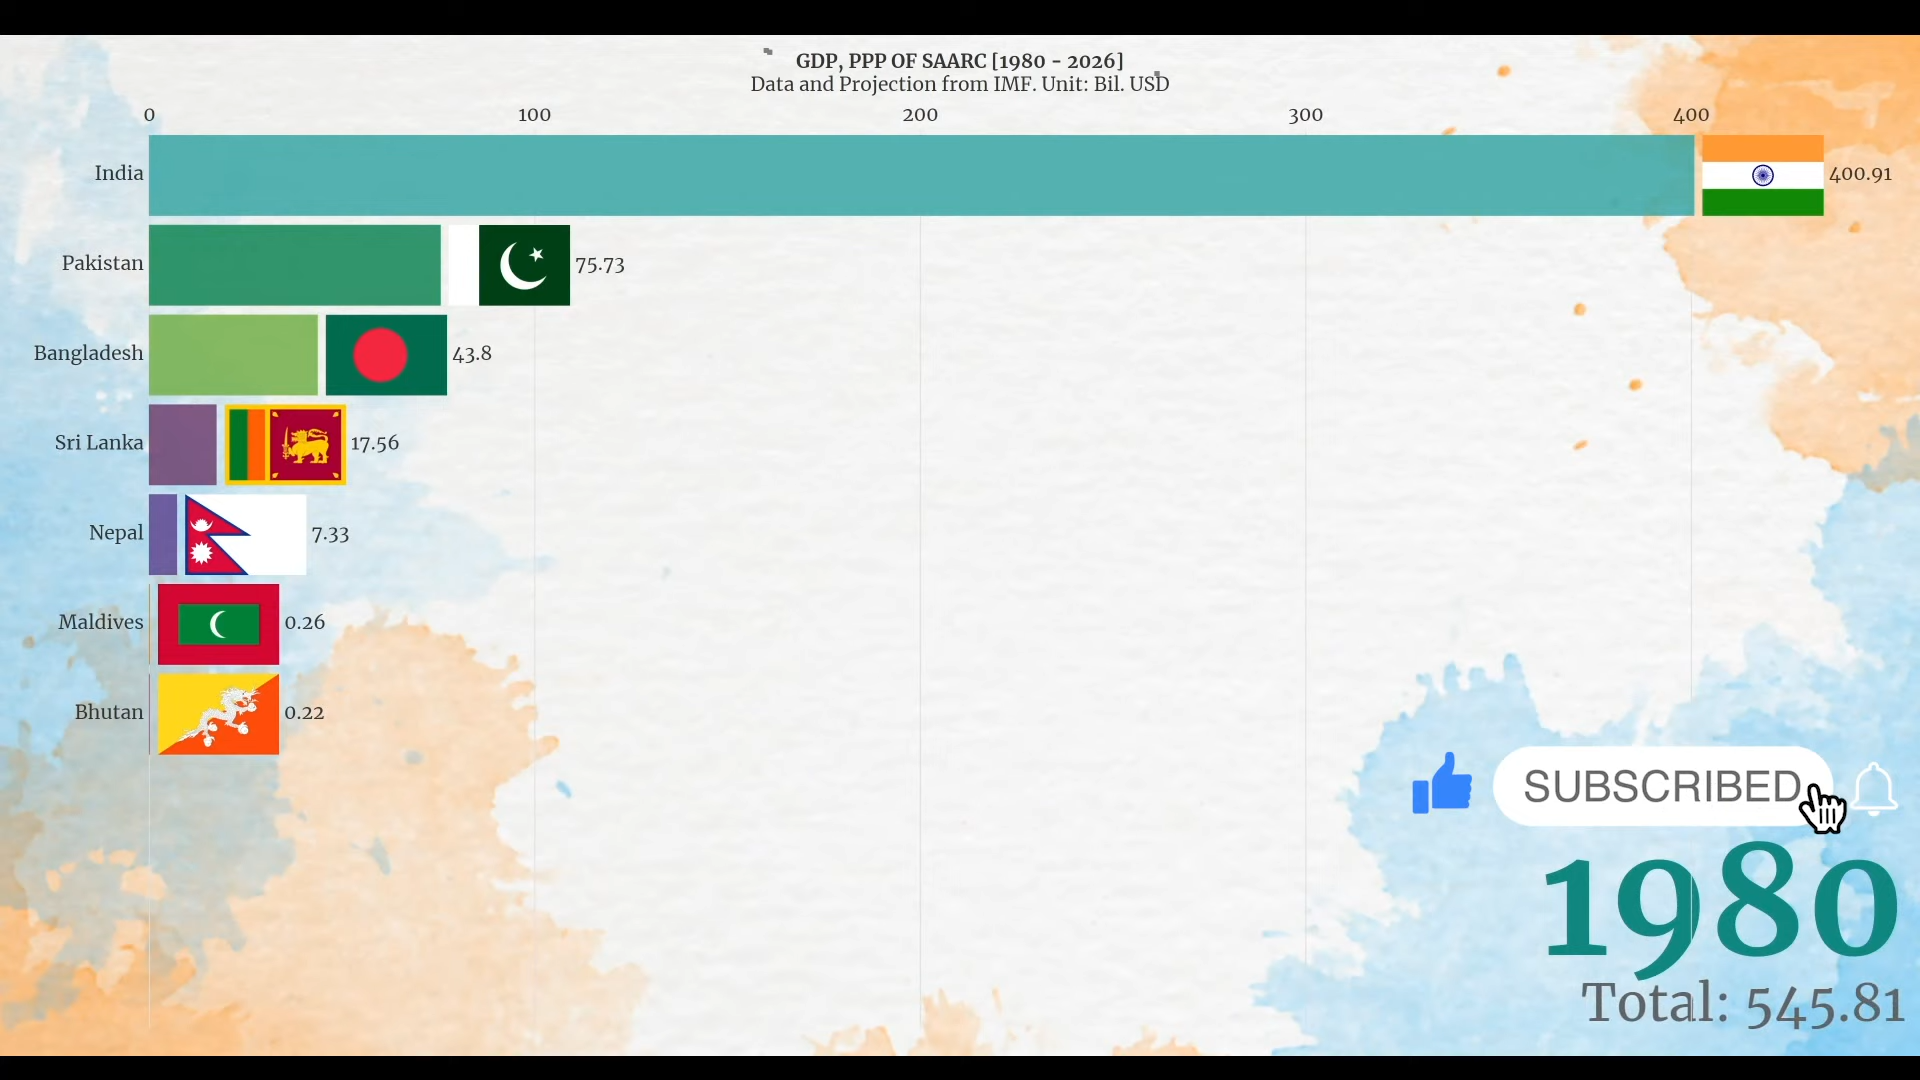 GDP, PPP OF SAARC [1980 - 2026]
Data and Projection from IMF. Unit: Bil. USD
0 100 200 300 400
India 400.91
Pakistan 75.73
Bangladesh 43.8
Sri Lanka 17.56
Nepal 7.33
Maldives 0.26
Bhutan 0.22
SUBSCRIBED
1980
Total: 545.81